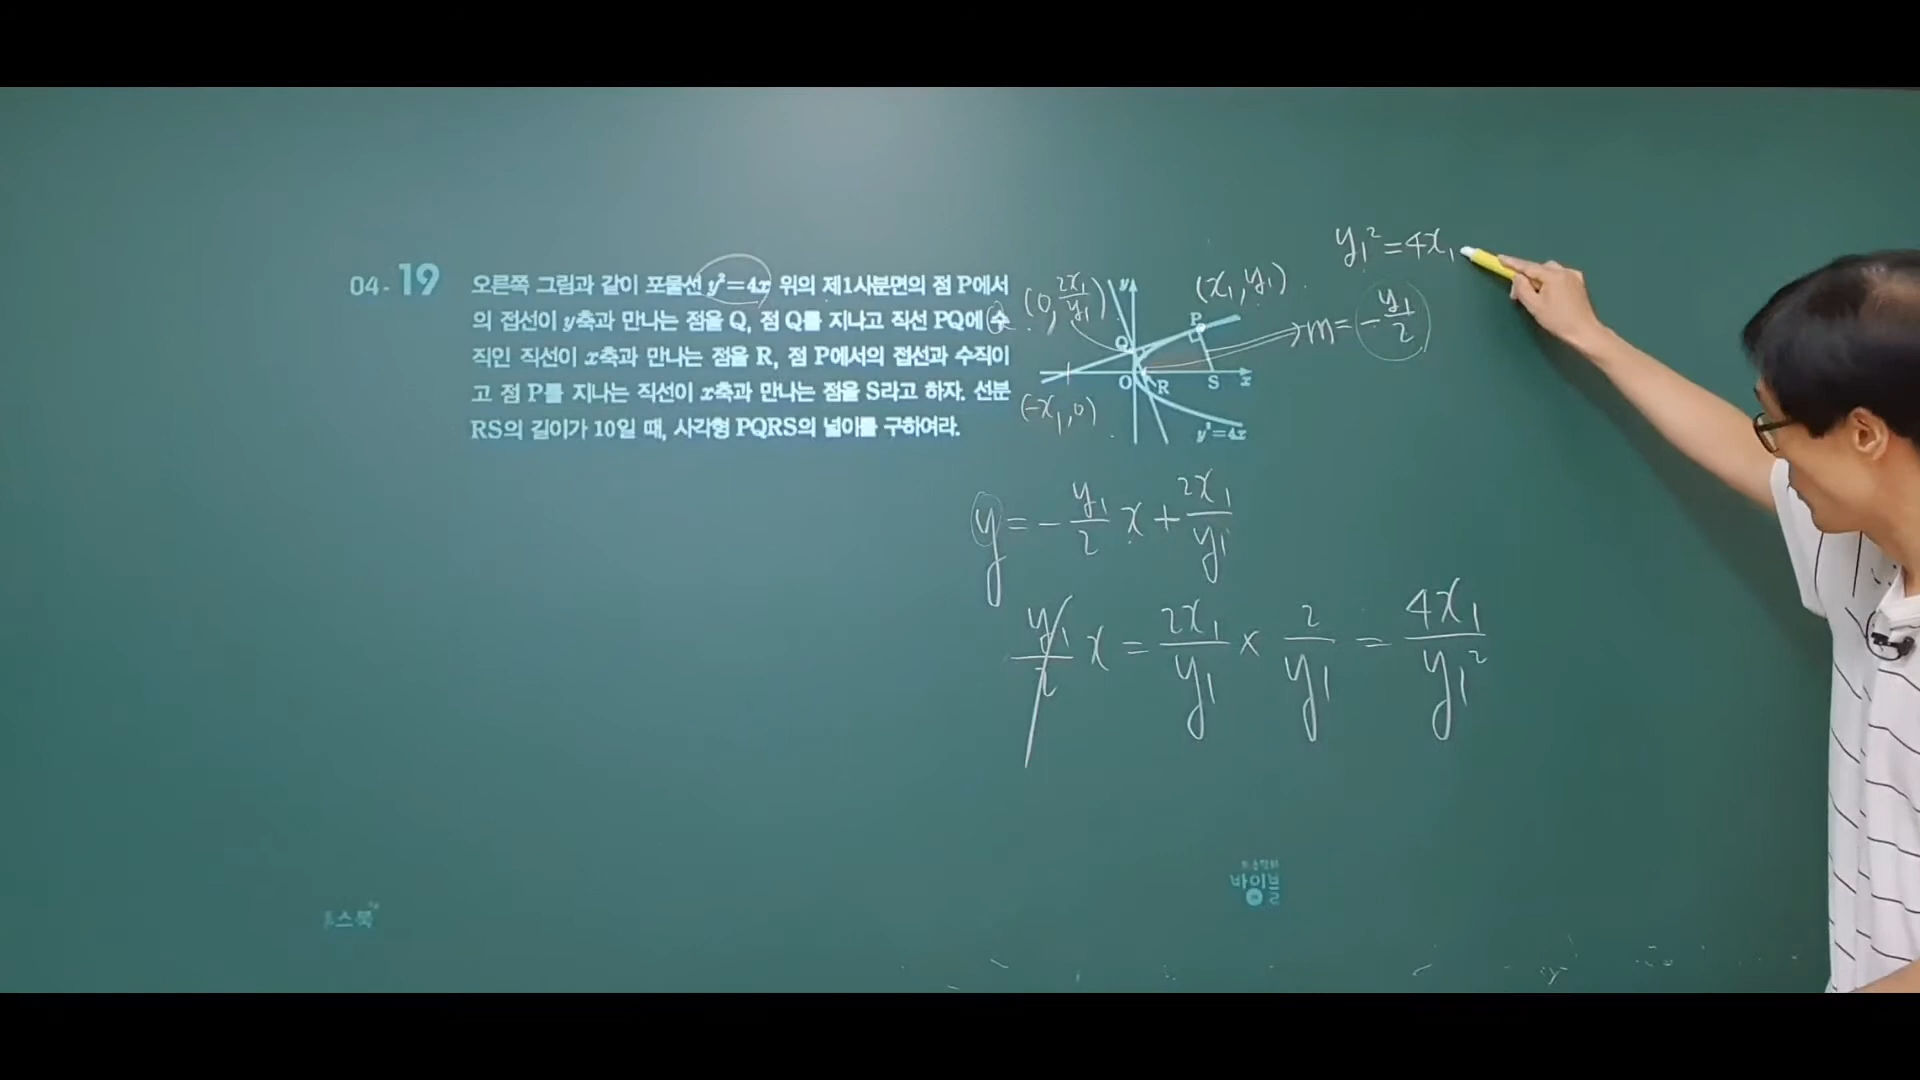 04-19 오른쪽 그림과 같이 포물선 y²=4x 위의 제1사분면의 점 P에서
의 접선이 y축과 만나는 점을 Q, 점 Q를 지나고 직선 PQ에 수
직인 직선이 x축과 만나는 점을 R, 점 P에서의 접선과 수직이
고 점 P를 지나는 직선이 x축과 만나는 점을 S라고 하자. 선분
RS의 길이가 10일 때, 사각형 PQRS의 넓이를 구하여라.
(0, 2x₁/y₁)
y
(x₁, y₁)
P
Q
O
R
S
x
(-x₁, 0)
y²=4x
y₁² = 4x₁
m = -y₁/2
y = -y₁/2 x + 2x₁/y₁
y₁/2 x = 2x₁/y₁ × 2/y₁ = 4x₁/y₁²
바이블